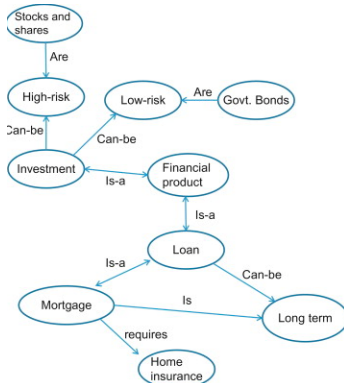 Stocks and
shares
Are
High-risk
Low-risk
Are
Govt. Bonds
Can-be
Can-be
Investment
Is-a
Financial
product
Is-a
Loan
Is-a
Can-be
Mortgage
Is
Long term
requires
Home
insurance